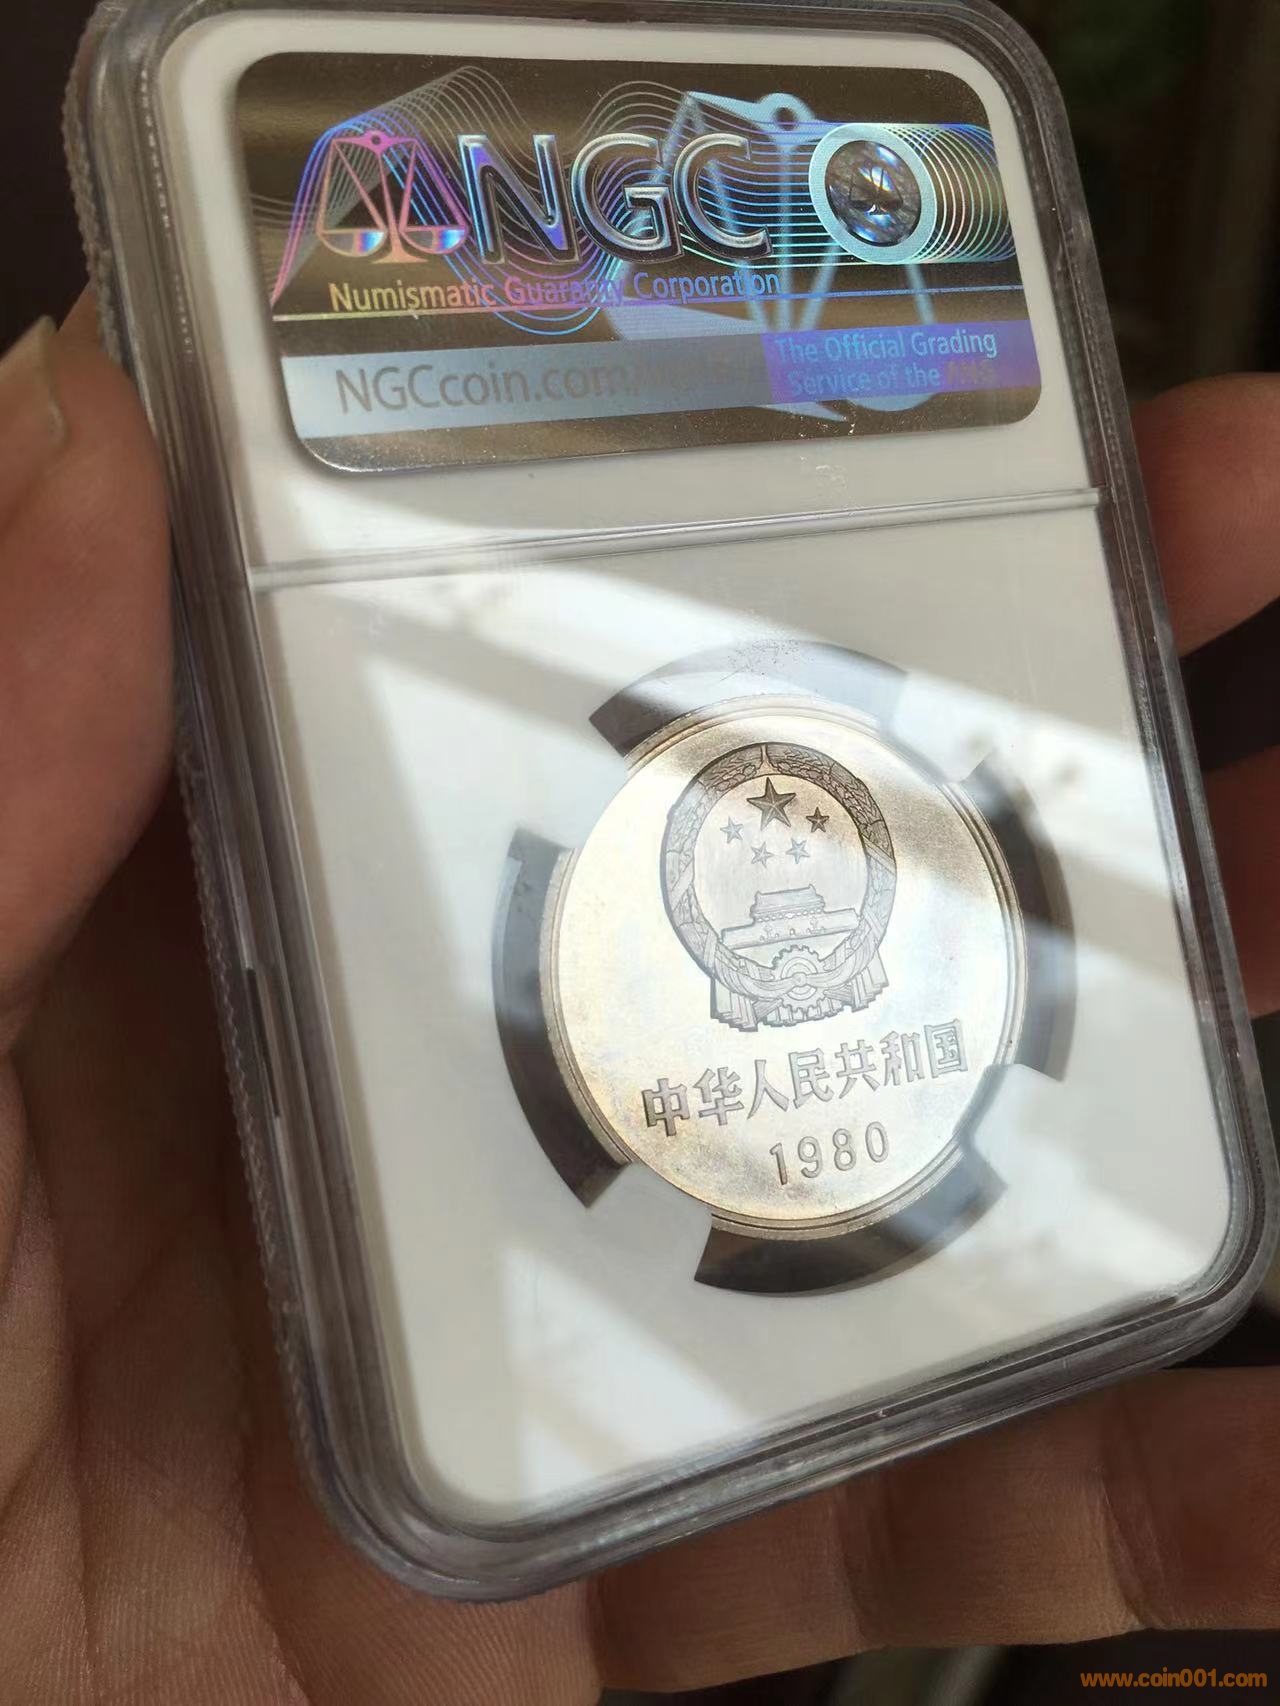 NGC
Numismatic Guaranty Corporation
The Official Grading
NGCcoin.com
Service of the ANA
中华人民共和国
1980
www.coin001.com